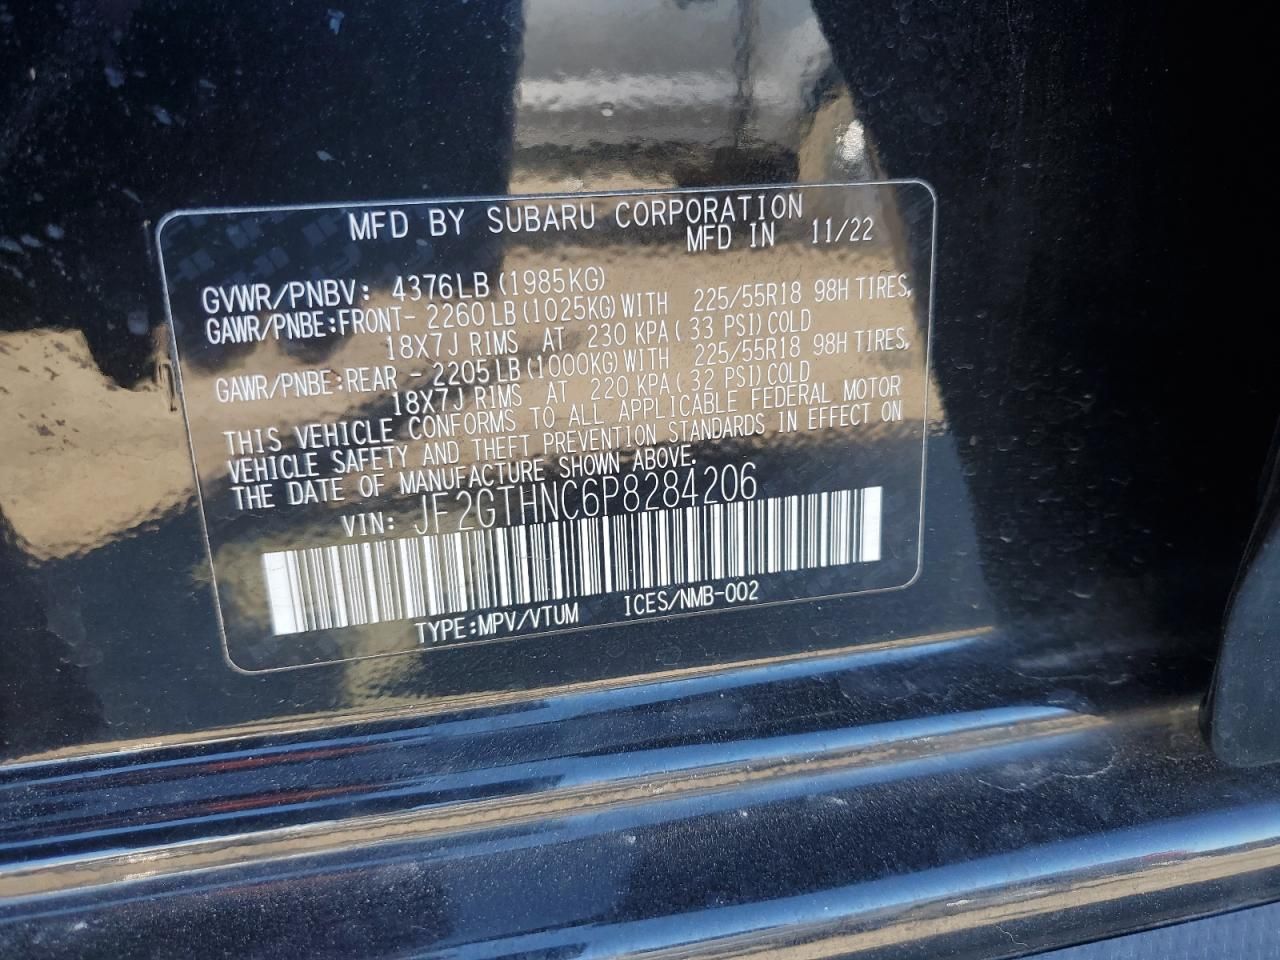 MFD BY SUBARU CORPORATION
MFD IN 11/22
GVWR/PNBV: 4376LB (1985KG)
GAWR/PNBE:FRONT- 2260LB (1025KG)WITH 225/55R18 98H TIRES,
18X7J RIMS AT 230 KPA( 33 PSI)COLD
GAWR/PNBE:REAR - 2205LB (1000KG)WITH 225/55R18 98H TIRES,
18X7J RIMS AT 220 KPA( 32 PSI)COLD
THIS VEHICLE CONFORMS TO ALL APPLICABLE FEDERAL MOTOR
VEHICLE SAFETY AND THEFT PREVENTION STANDARDS IN EFFECT ON
THE DATE OF MANUFACTURE SHOWN ABOVE.
VIN: JF2GTHNC6P8284206
TYPE:MPV/VTUM ICES/NMB-002